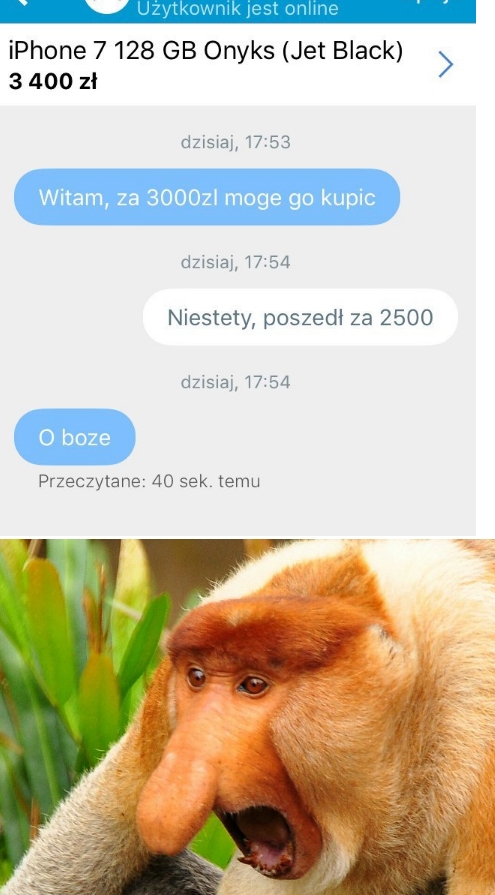 Użytkownik jest online
iPhone 7 128 GB Onyks (Jet Black)
3 400 zł
dzisiaj, 17:53
Witam, za 3000zl moge go kupic
dzisiaj, 17:54
Niestety, poszedł za 2500
dzisiaj, 17:54
O boze
Przeczytane: 40 sek. temu